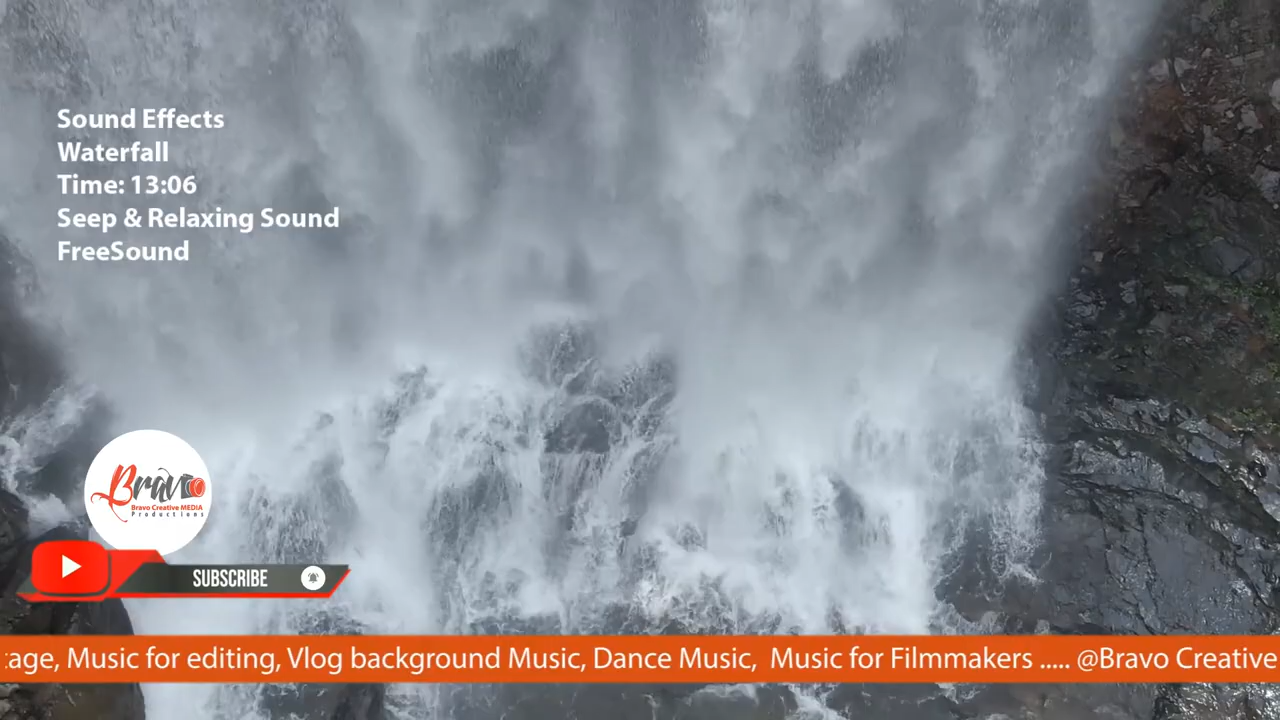 Sound Effects
Waterfall
Time: 13:06
Seep & Relaxing Sound
FreeSound
Bravo
Bravo Creative MEDIA
Productions
SUBSCRIBE
age, Music for editing, Vlog background Music, Dance Music, Music for Filmmakers ..... @Bravo Creative